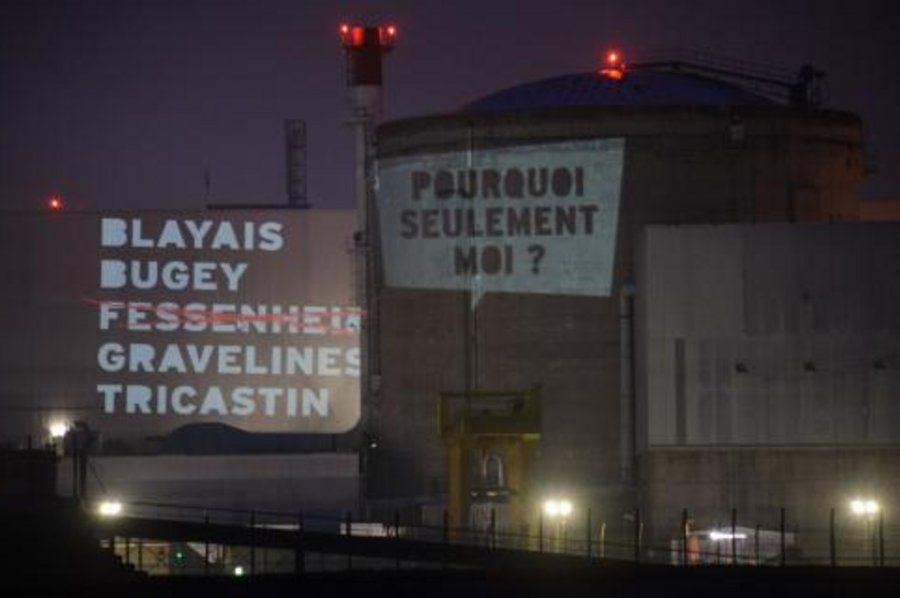 BLAYAIS
BUGEY
FESSENHEIM
GRAVELINES
TRICASTIN
POURQUOI
SEULEMENT
MOI ?